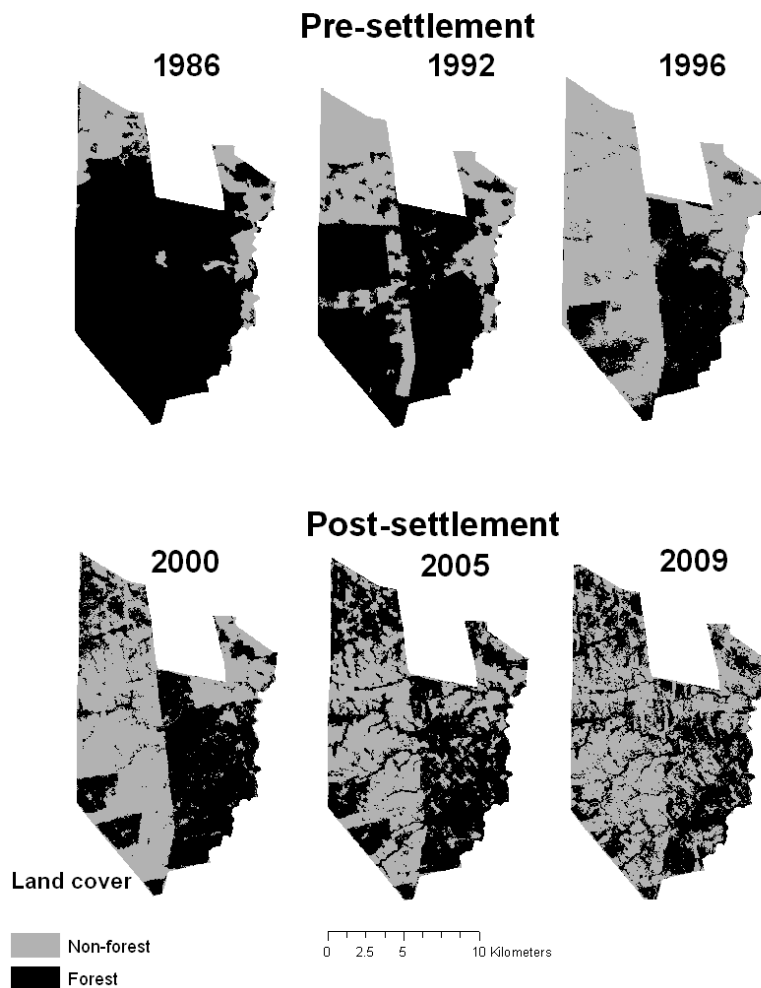 Pre-settlement
1986 1992 1996
Post-settlement
2000 2005 2009
Land cover
Non-forest
Forest
0 2.5 5 10 Kilometers